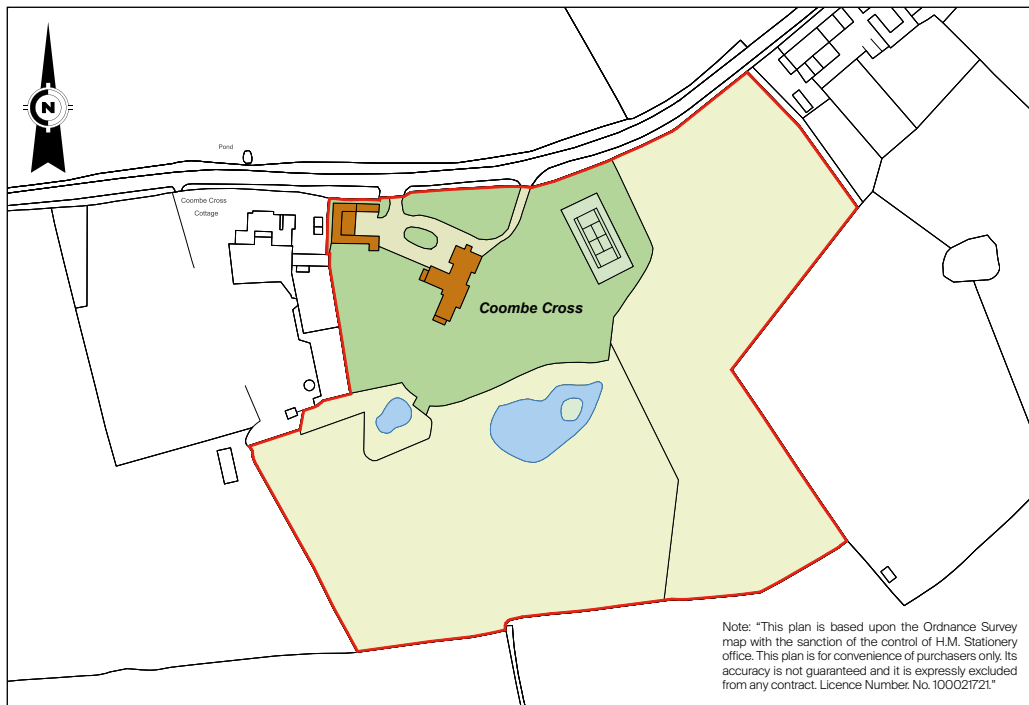 N
Pond
Coombe Cross
Cottage
Coombe Cross
Note: “This plan is based upon the Ordnance Survey
map with the sanction of the control of H.M. Stationery
office. This plan is for convenience of purchasers only. Its
accuracy is not guaranteed and it is expressly excluded
from any contract. Licence Number. No. 100021721.”